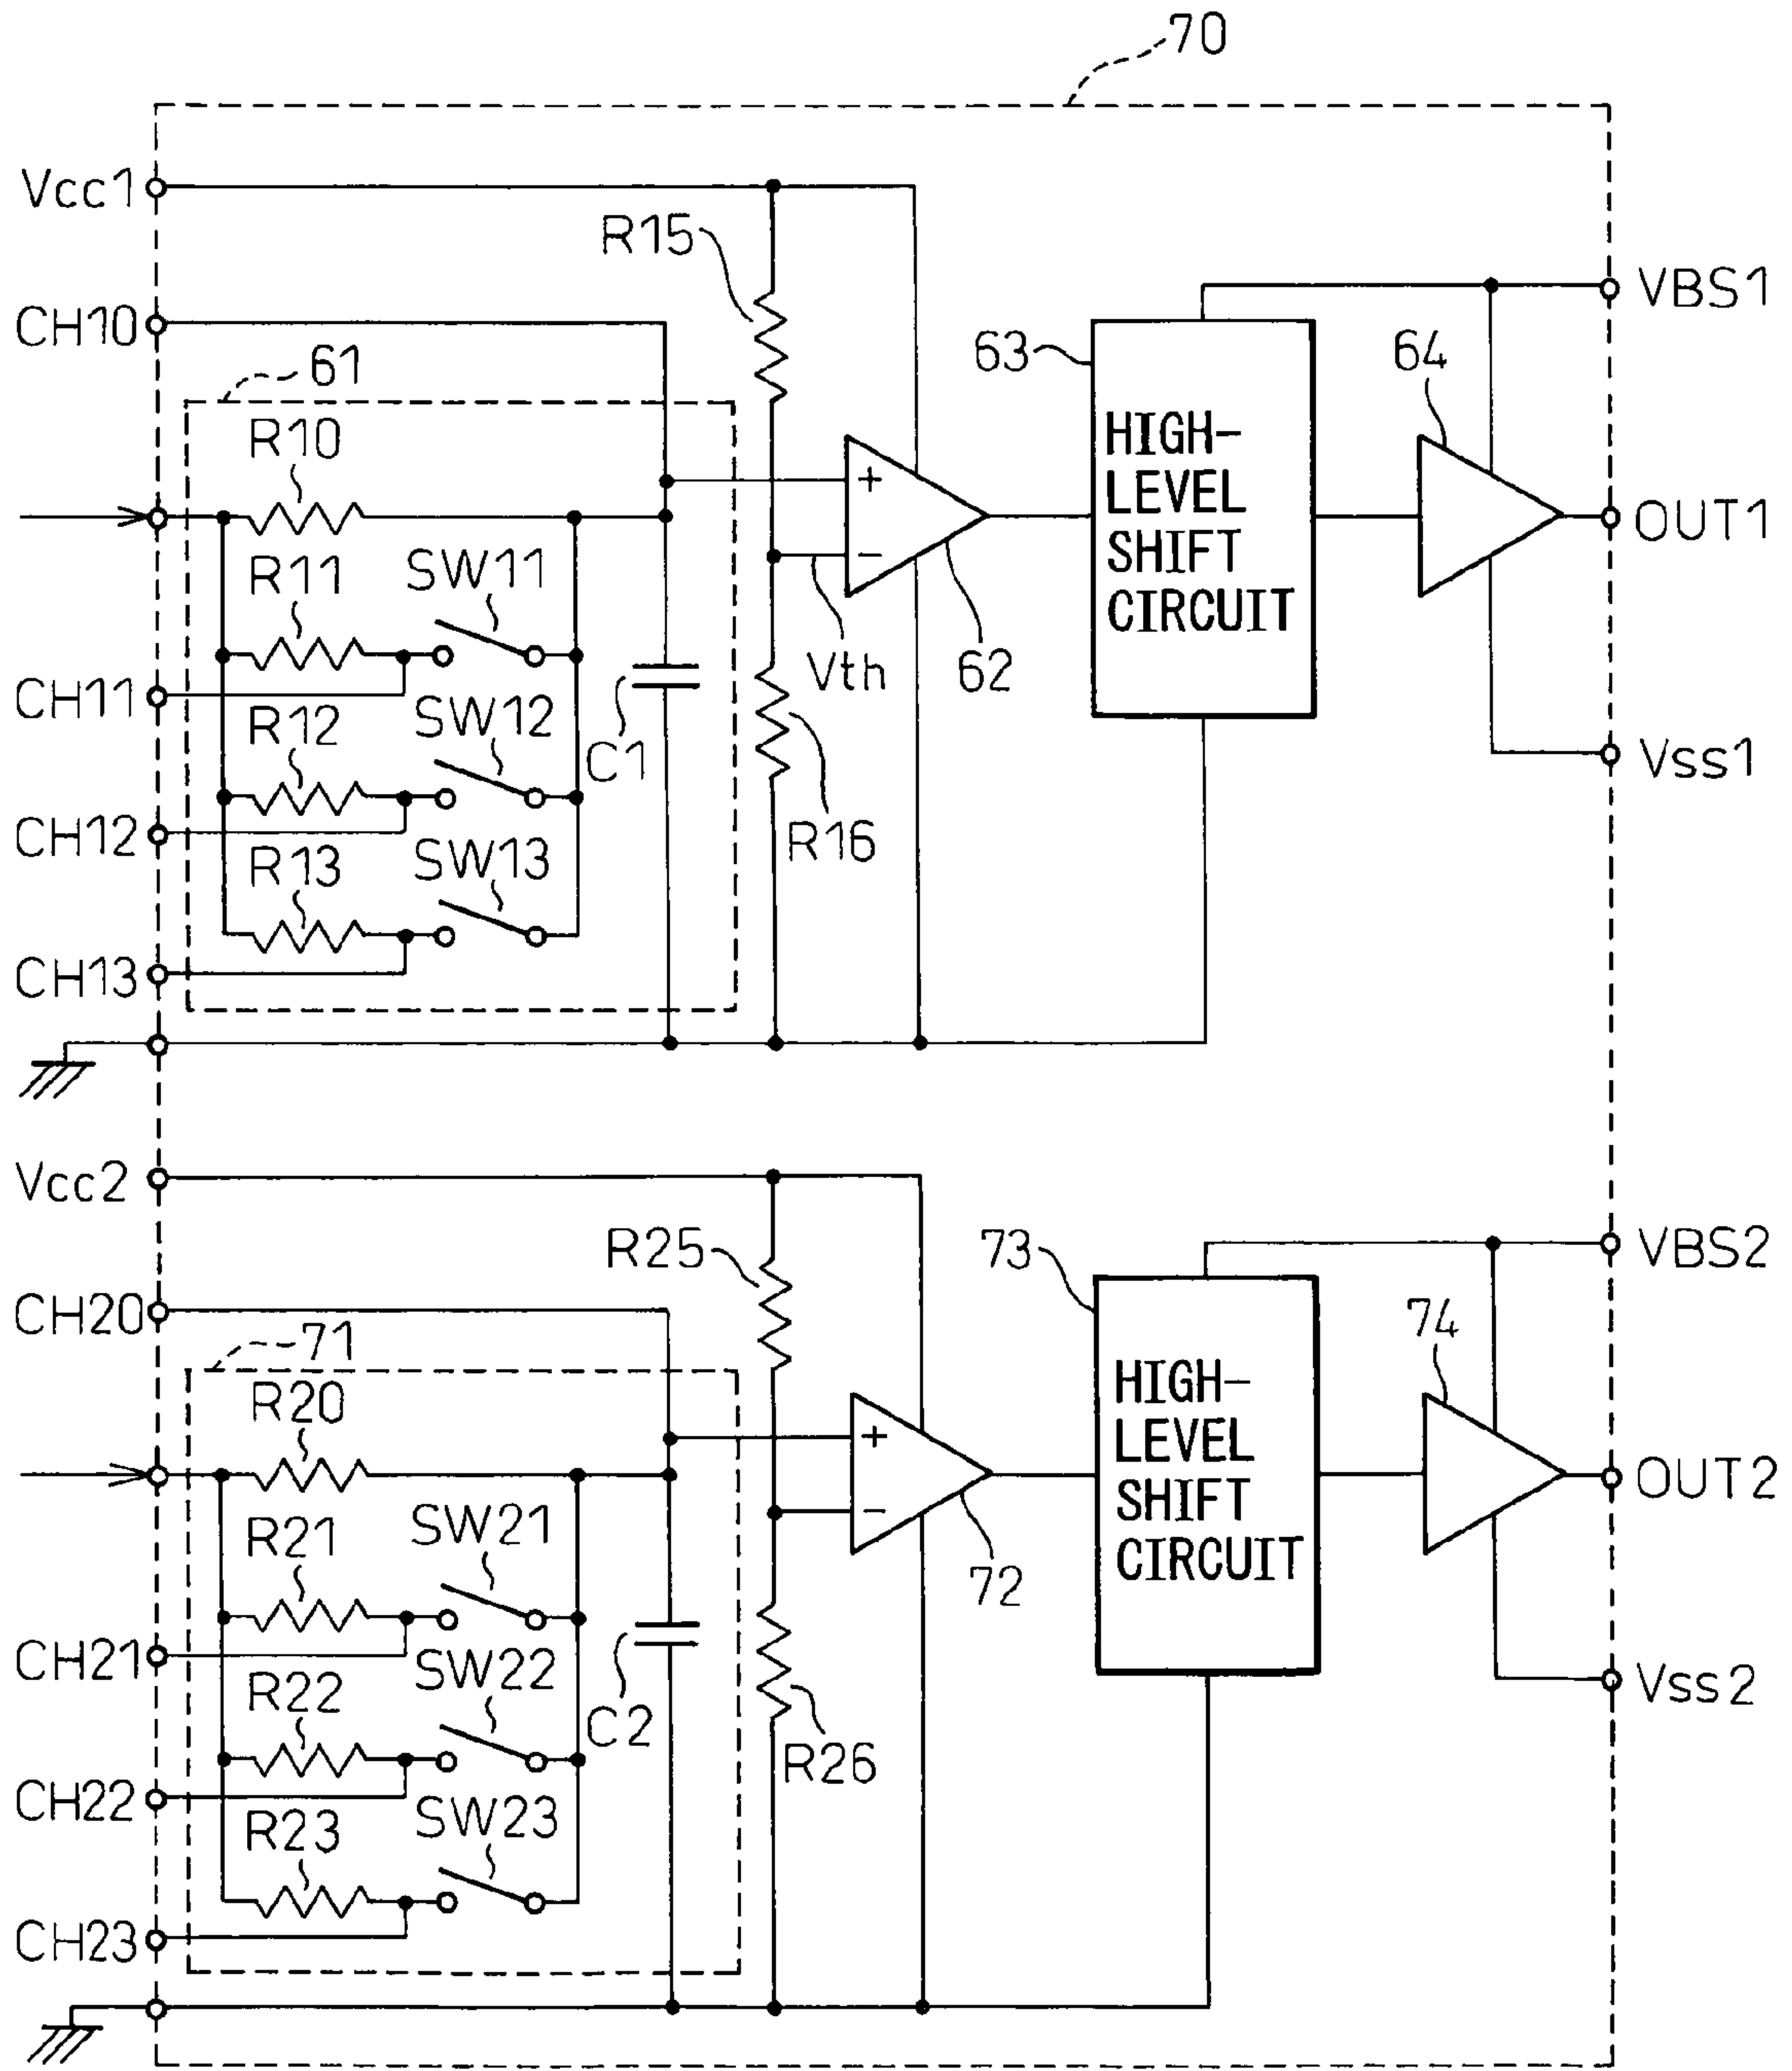 70
Vcc1
R15
VBS1
CH10
63
64
61
R10
HIGH-
LEVEL
SHIFT
CIRCUIT
+
−
OUT1
R11
SW11
Vth
62
CH11
R12
SW12
C1
Vss1
CH12
R13
SW13
R16
CH13
Vcc2
R25
73
VBS2
CH20
71
74
R20
HIGH-
LEVEL
SHIFT
CIRCUIT
+
−
OUT2
R21
SW21
72
CH21
R22
SW22
C2
Vss2
R26
CH22
R23
SW23
CH23